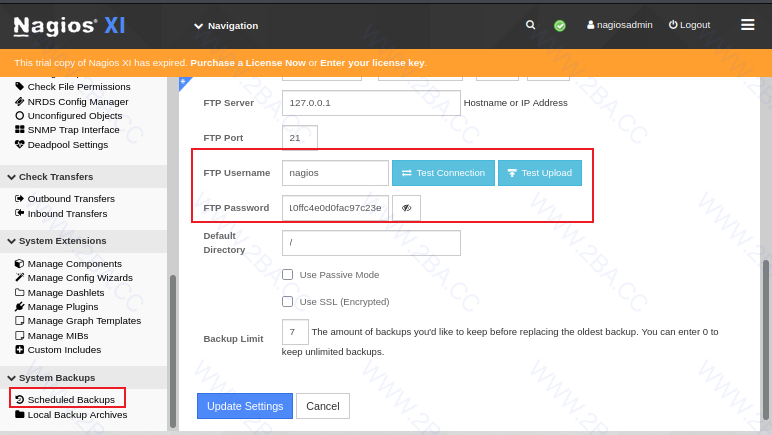 Nagios® XI
Navigation
nagiosadmin
Logout
This trial copy of Nagios XI has expired. Purchase a License Now or Enter your license key.
Check File Permissions
NRDS Config Manager
Unconfigured Objects
SNMP Trap Interface
Deadpool Settings
Check Transfers
Outbound Transfers
Inbound Transfers
System Extensions
Manage Components
Manage Config Wizards
Manage Dashlets
Manage Plugins
Manage Graph Templates
Manage MIBs
Custom Includes
System Backups
Scheduled Backups
Local Backup Archives
FTP Server 127.0.0.1 Hostname or IP Address
FTP Port 21
FTP Username nagios Test Connection Test Upload
FTP Password 10ffc4e0d0fac97c23e
Default
Directory /
Use Passive Mode
Use SSL (Encrypted)
Backup Limit 7 The amount of backups you'd like to keep before replacing the oldest backup. You can enter 0 to
keep unlimited backups.
Update Settings Cancel
WWW.2BA.CC